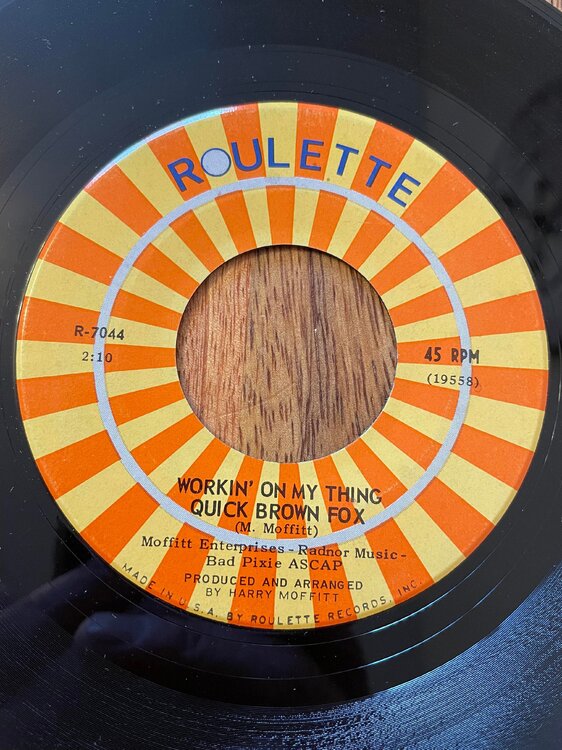 ROULETTE
R-7044
2:10
45 RPM
(19558)
WORKIN' ON MY THING
QUICK BROWN FOX
(M. Moffitt)
Moffitt Enterprises - Radnor Music -
Bad Pixie ASCAP
PRODUCED AND ARRANGED
BY HARRY MOFFITT
MADE IN U.S.A. BY ROULETTE RECORDS, INC.